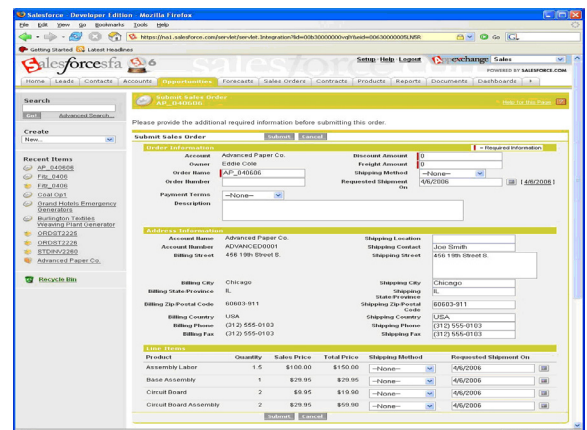 Salesforce - Developer Edition - Mozilla Firefox
File Edit View Go Bookmarks Tools Help
Go
Getting Started Latest Headlines
salesforce sfa
Setup Help Logout exchange Sales
POWERED BY SALESFORCE.COM
Home Leads Contacts Accounts Opportunities Forecasts Sales Orders Contracts Products Reports Documents Dashboards
Search
Go! Advanced Search...
Create
New...
Recent Items
AP_040606
Fitz_0406
Fitz_0406
Coal Op1
Grand Hotels Emergency Generators
Burlington Textiles Weaving Plant Generator
ORDST2226
ORDST2226
STDINV2260
Advanced Paper Co.
Recycle Bin
Submit Sales Order
AP_040606
Help for this Page
Please provide the additional required information before submitting this order.
Submit Sales Order Submit Cancel
Order Information = Required Information
Account Advanced Paper Co. Discount Amount 0
Owner Eddie Cole Freight Amount 0
Order Name AP_040606 Shipping Method --None--
Order Number Requested Shipment On 4/6/2006 [ 4/6/2006 ]
Payment Terms --None--
Description
Address Information
Account Name Advanced Paper Co. Shipping Location
Account Number ADVANCED0001 Shipping Contact Joe Smith
Billing Street 456 19th Street S. Shipping Street 456 19th Street S.
Billing City Chicago Shipping City Chicago
Billing State/Province IL Shipping State/Province IL
Billing Zip/Postal Code 60603-911 Shipping Zip/Postal Code 60603-911
Billing Country USA Shipping Country USA
Billing Phone (312) 555-0103 Shipping Phone (312) 555-0103
Billing Fax (312) 555-0103 Shipping Fax (312) 555-0103
Line Items
Product Quantity Sales Price Total Price Shipping Method Requested Shipment On
Assembly Labor 1.5 $100.00 $150.00 --None-- 4/6/2006
Base Assembly 1 $29.95 $29.95 --None-- 4/6/2006
Circuit Board 2 $9.95 $19.90 --None-- 4/6/2006
Circuit Board Assembly 2 $29.95 $59.90 --None-- 4/6/2006
Submit Cancel